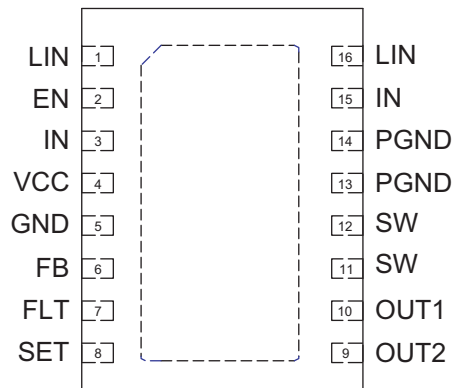 LIN 1 16 LIN
EN 2 15 IN
IN 3 14 PGND
VCC 4 13 PGND
GND 5 12 SW
FB 6 11 SW
FLT 7 10 OUT1
SET 8 9 OUT2